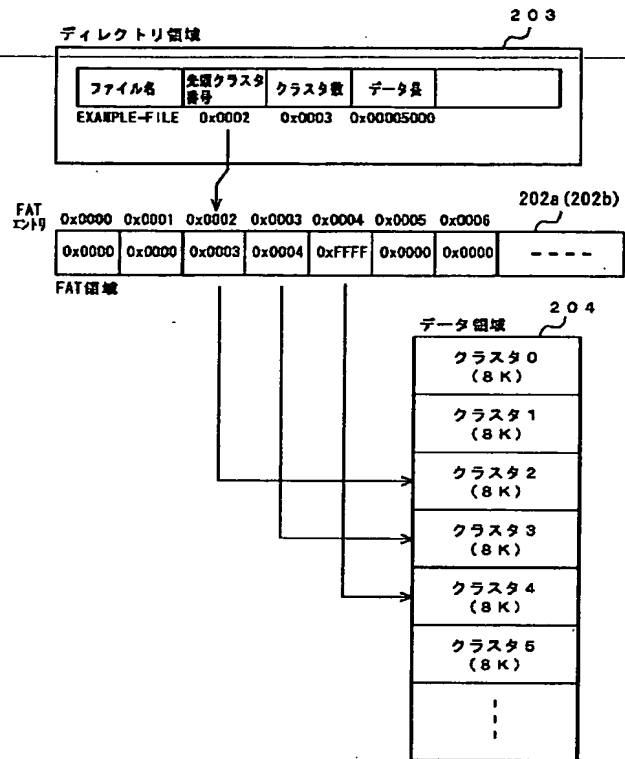 203
ディレクトリ領域
ファイル名 先頭クラスタ番号 クラスタ数 データ長
EXAMPLE-FILE 0x0002 0x0003 0x00005000
202a(202b)
FATエントリ 0x0000 0x0001 0x0002 0x0003 0x0004 0x0005 0x0006
0x0000 0x0000 0x0003 0x0004 0xFFFF 0x0000 0x0000 ----
FAT領域
204
データ領域
クラスタ0
(8K)
クラスタ1
(8K)
クラスタ2
(8K)
クラスタ3
(8K)
クラスタ4
(8K)
クラスタ5
(8K)